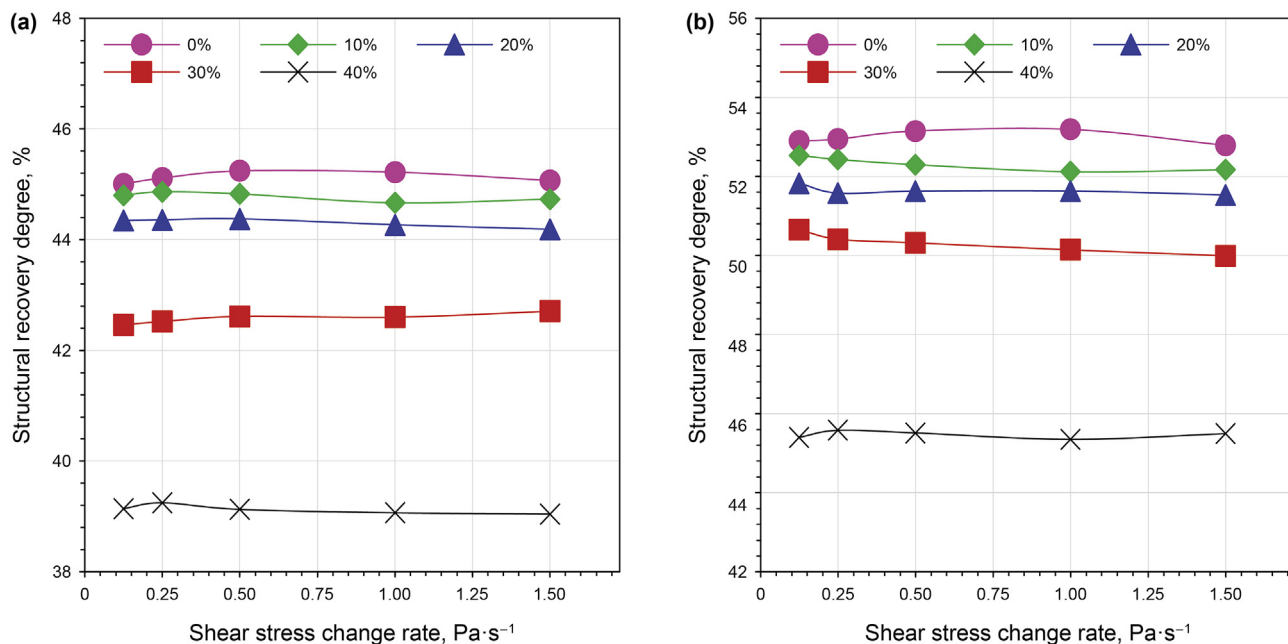 (a)
48
46
44
42
40
38
0% 10% 20%
30% 40%
Structural recovery degree, %
0 0.25 0.50 0.75 1.00 1.25 1.50
Shear stress change rate, Pa·s⁻¹
(b)
56
54
52
50
48
46
44
42
0% 10% 20%
30% 40%
Structural recovery degree, %
0 0.25 0.50 0.75 1.00 1.25 1.50
Shear stress change rate, Pa·s⁻¹